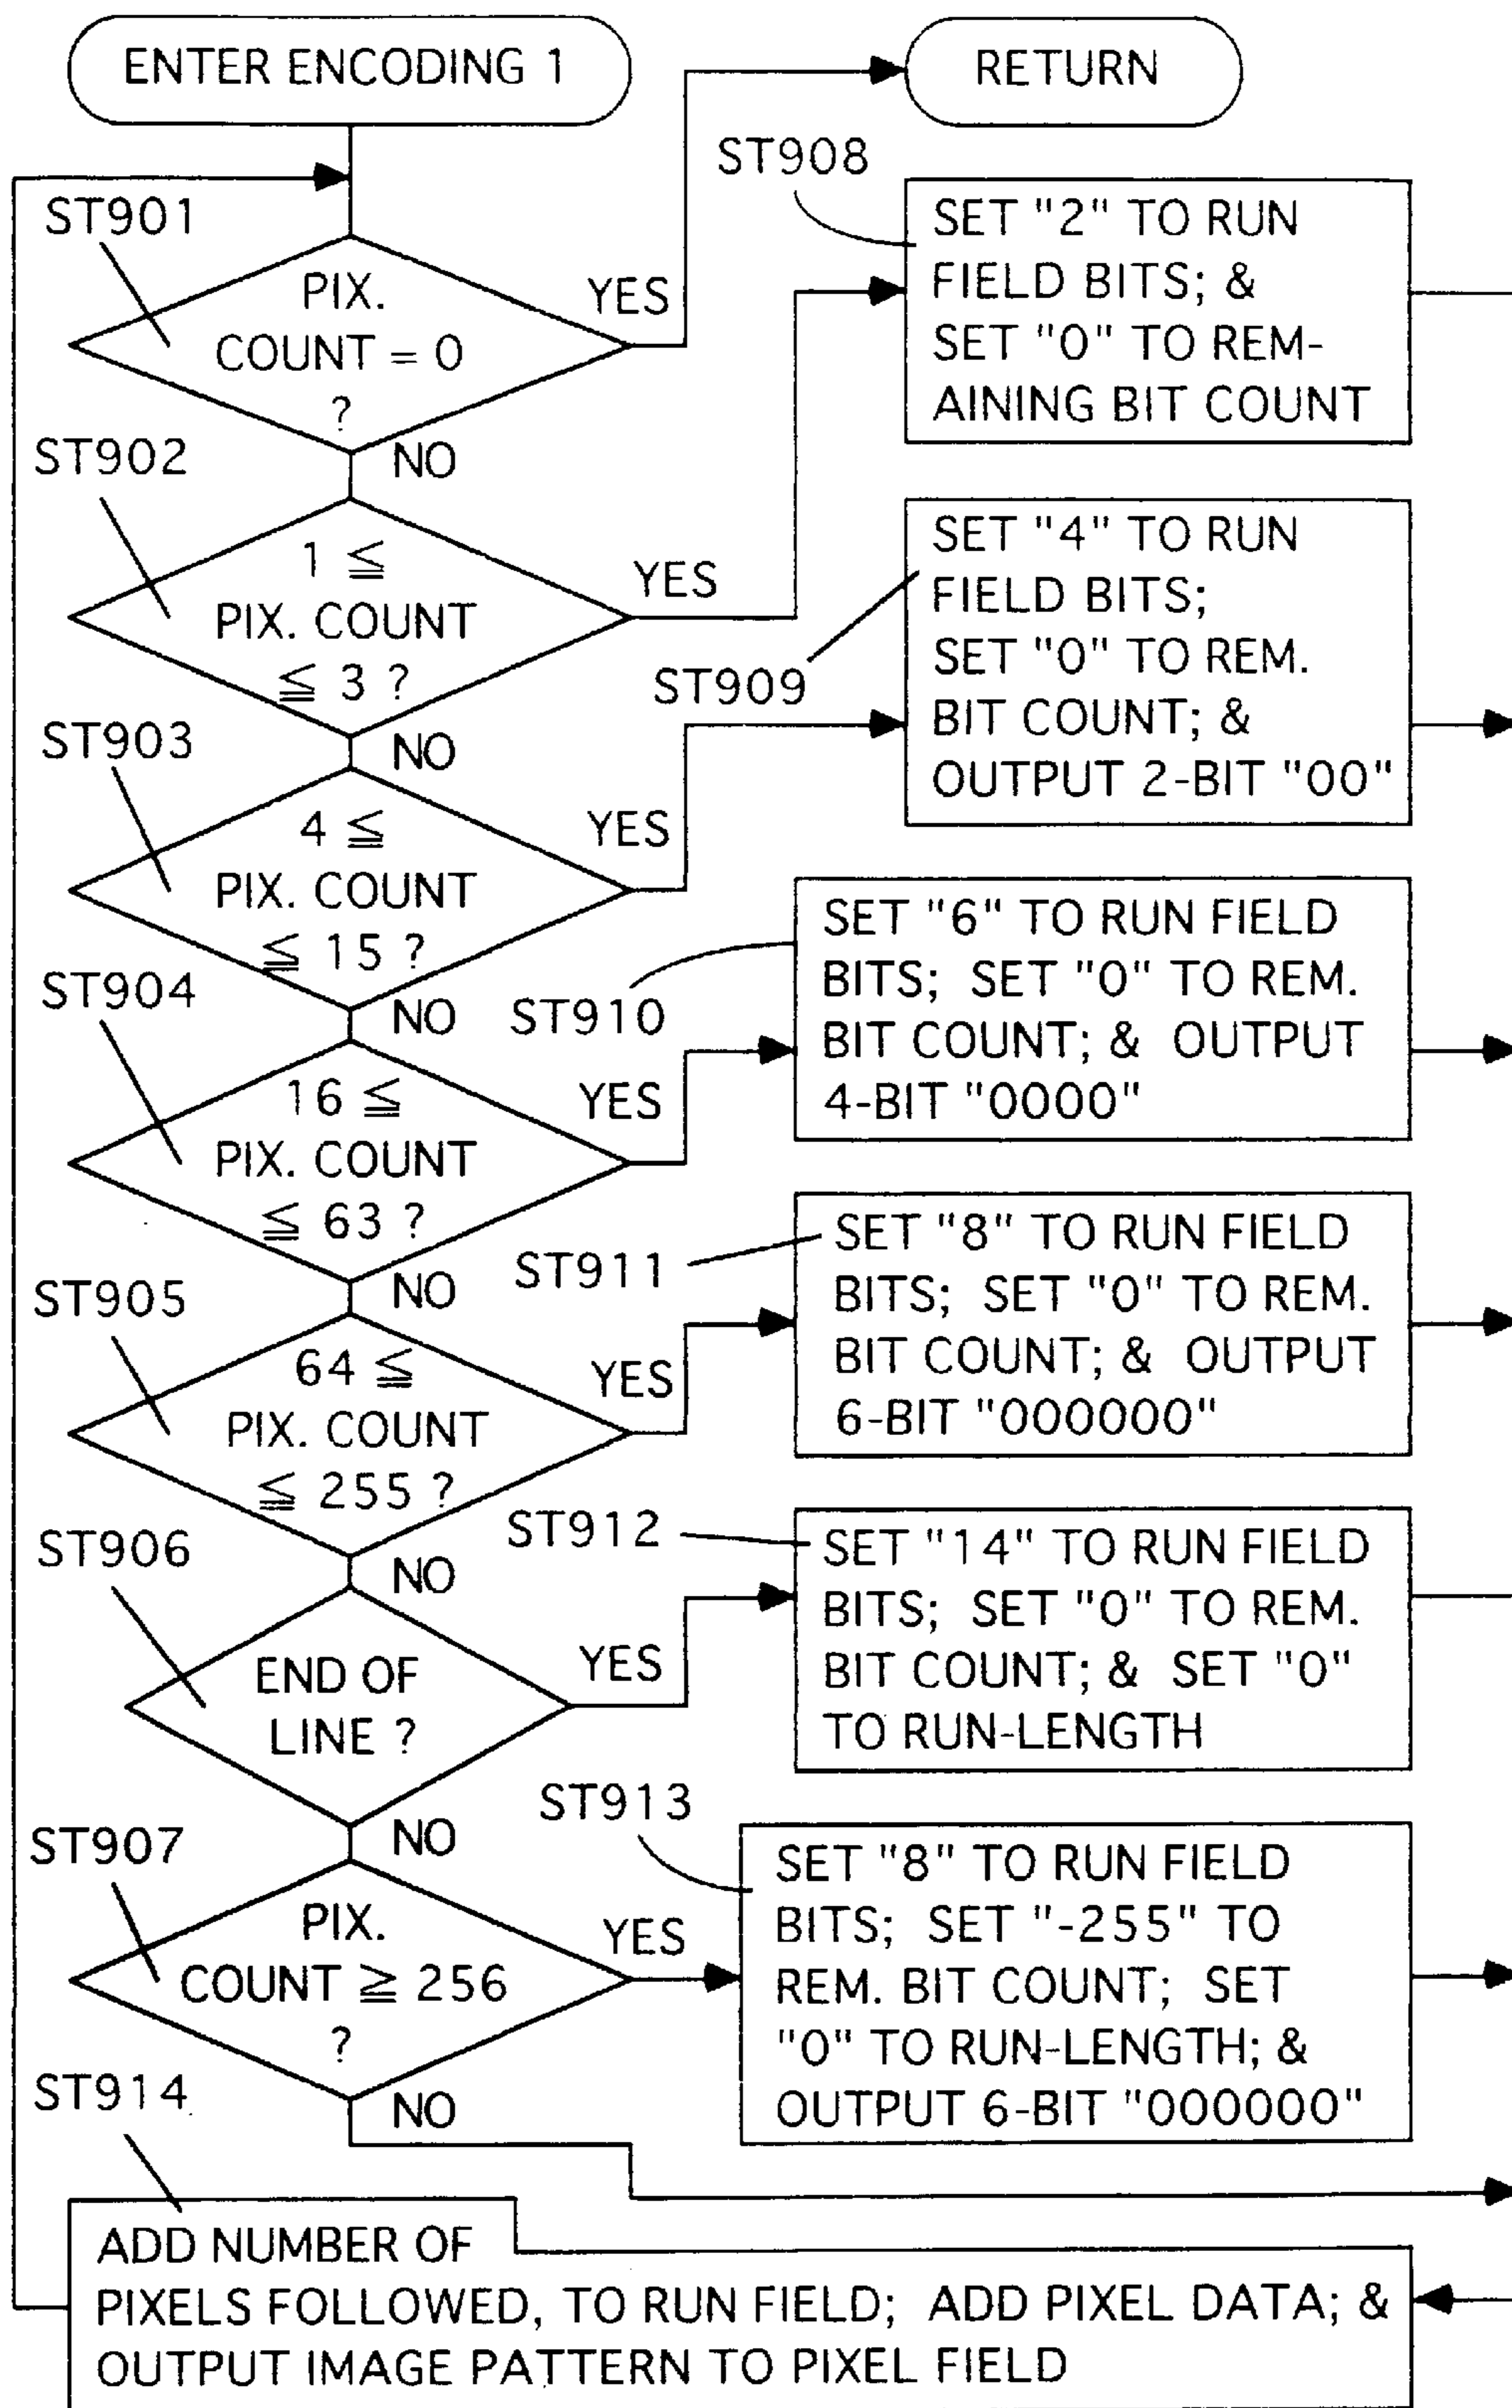 ENTER ENCODING 1
RETURN
ST901
PIX.
COUNT = 0
?
YES
NO
ST908
SET "2" TO RUN
FIELD BITS; &
SET "0" TO REM-
AINING BIT COUNT
ST902
1 ≦
PIX. COUNT
≦ 3 ?
YES
NO
ST909
SET "4" TO RUN
FIELD BITS;
SET "0" TO REM.
BIT COUNT; &
OUTPUT 2-BIT "00"
ST903
4 ≦
PIX. COUNT
≦ 15 ?
YES
NO
ST910
SET "6" TO RUN FIELD
BITS; SET "0" TO REM.
BIT COUNT; & OUTPUT
4-BIT "0000"
ST904
16 ≦
PIX. COUNT
≦ 63 ?
YES
NO
ST911
SET "8" TO RUN FIELD
BITS; SET "0" TO REM.
BIT COUNT; & OUTPUT
6-BIT "000000"
ST905
64 ≦
PIX. COUNT
≦ 255 ?
YES
NO
ST912
SET "14" TO RUN FIELD
BITS; SET "0" TO REM.
BIT COUNT; & SET "0"
TO RUN-LENGTH
ST906
END OF
LINE ?
YES
NO
ST913
SET "8" TO RUN FIELD
BITS; SET "-255" TO
REM. BIT COUNT; SET
"0" TO RUN-LENGTH; &
OUTPUT 6-BIT "000000"
ST907
PIX.
COUNT ≧ 256
?
YES
NO
ST914
ADD NUMBER OF
PIXELS FOLLOWED, TO RUN FIELD; ADD PIXEL DATA; &
OUTPUT IMAGE PATTERN TO PIXEL FIELD